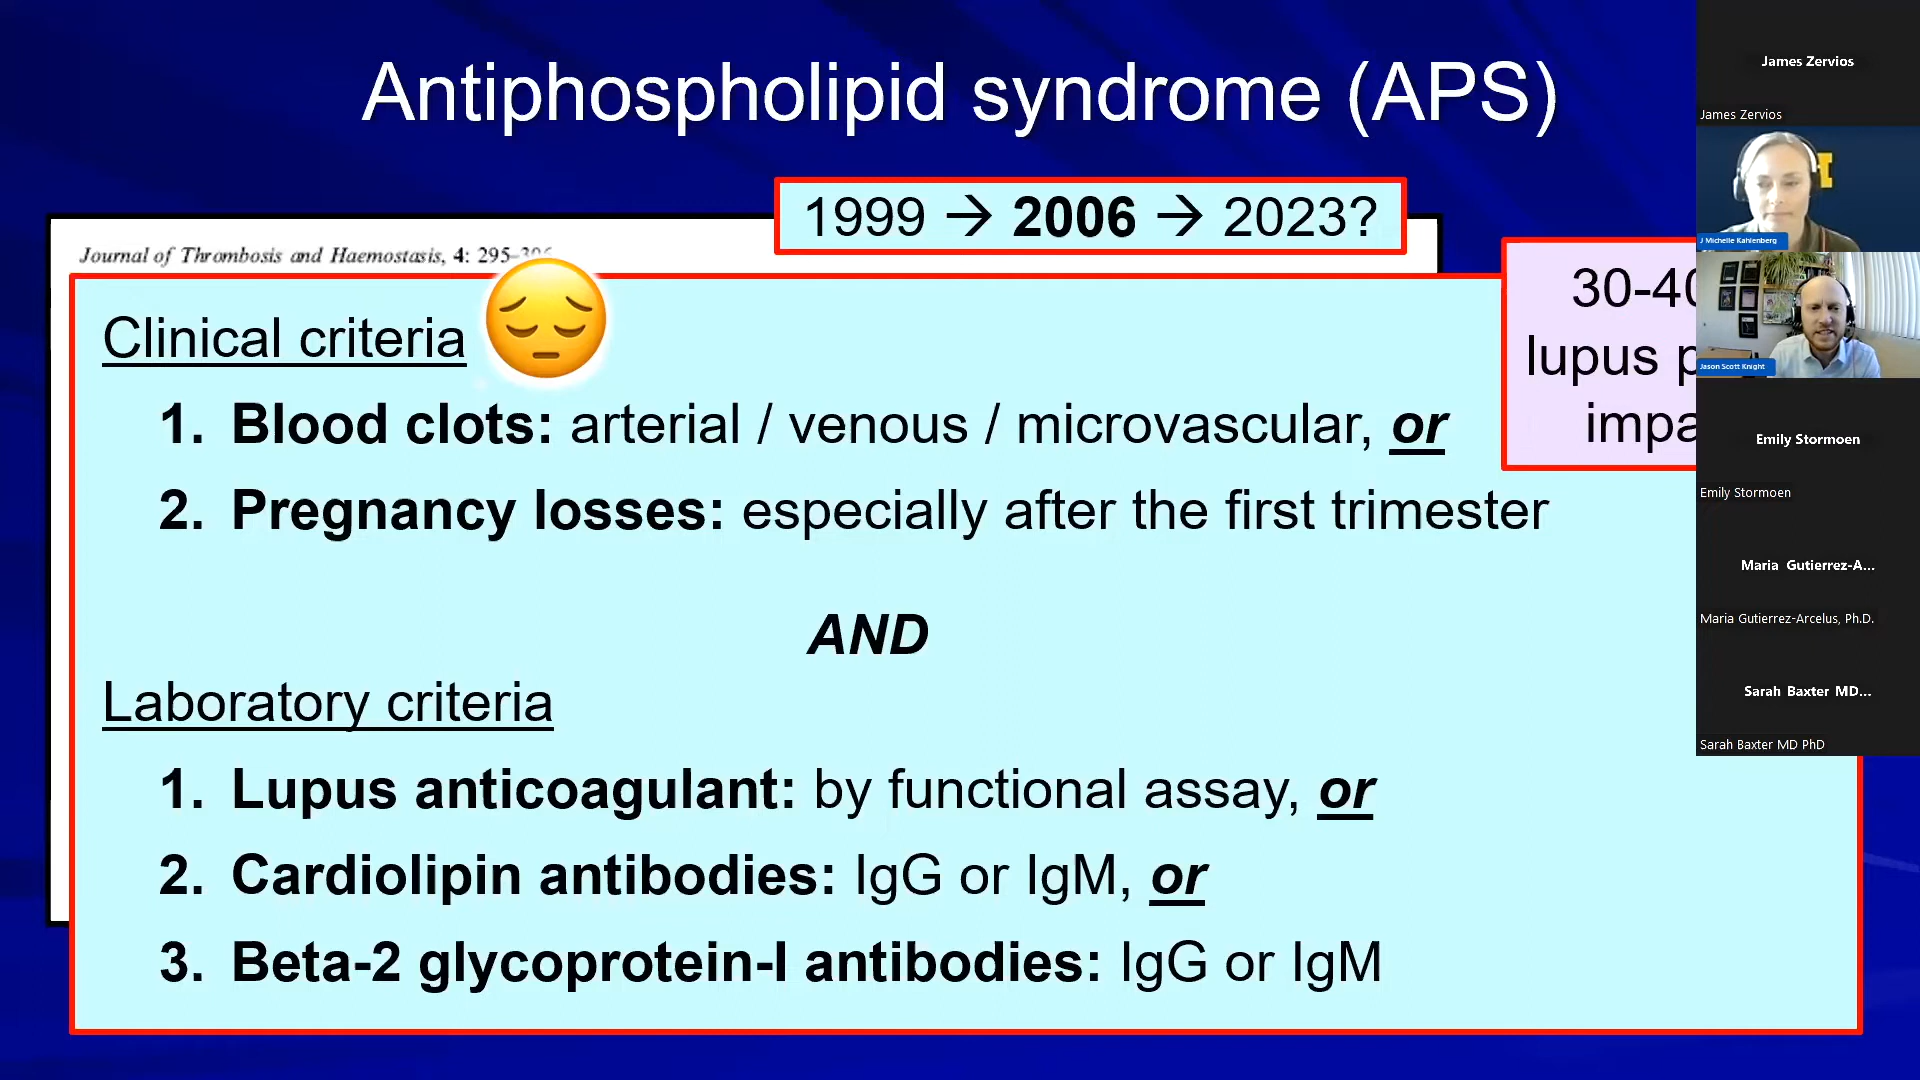 Antiphospholipid syndrome (APS)
1999 → 2006 → 2023?
Journal of Thrombosis and Haemostasis, 4: 295–306
Clinical criteria
1. Blood clots: arterial / venous / microvascular, or
2. Pregnancy losses: especially after the first trimester
AND
Laboratory criteria
1. Lupus anticoagulant: by functional assay, or
2. Cardiolipin antibodies: IgG or IgM, or
3. Beta-2 glycoprotein-I antibodies: IgG or IgM
30-40
lupus p
impa
James Zervios
James Zervios
J Michelle Kahlenberg
Jason Scott Knight
Emily Stormoen
Emily Stormoen
Maria Gutierrez-A...
Maria Gutierrez-Arcelus, Ph.D.
Sarah Baxter MD...
Sarah Baxter MD PhD